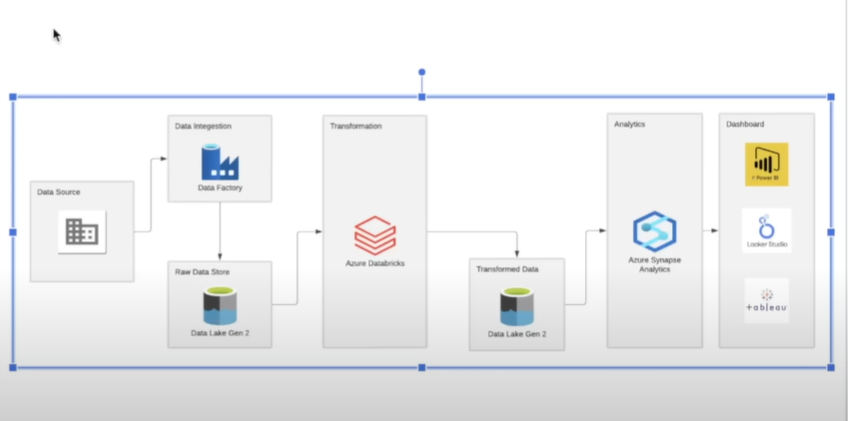 Data Source
Data Integestion
Data Factory
Raw Data Store
Data Lake Gen 2
Transformation
Azure Databricks
Transformed Data
Data Lake Gen 2
Analytics
Azure Synapse
Analytics
Dashboard
Power BI
Looker Studio
+ableau